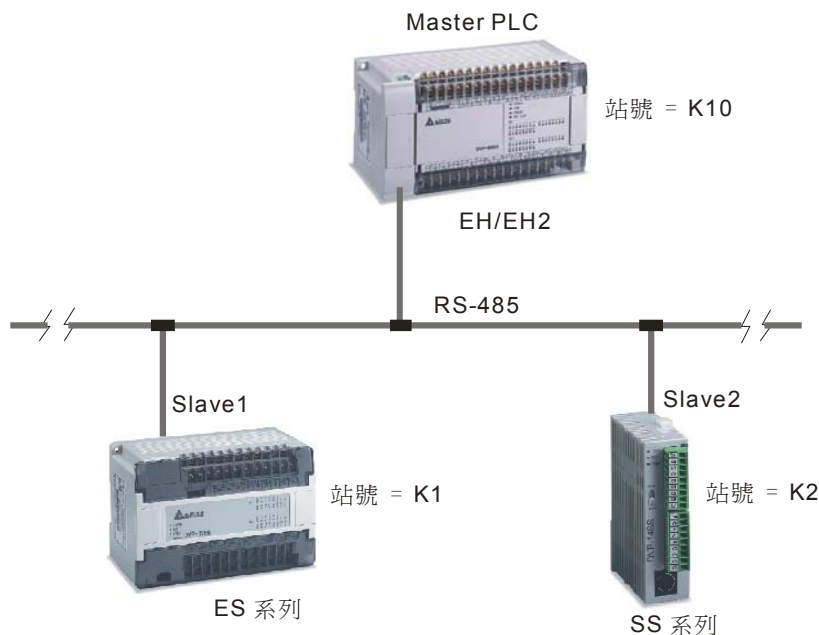 Master PLC
站號 = K10
EH/EH2
RS-485
Slave1
Slave2
站號 = K1
站號 = K2
ES 系列
SS 系列